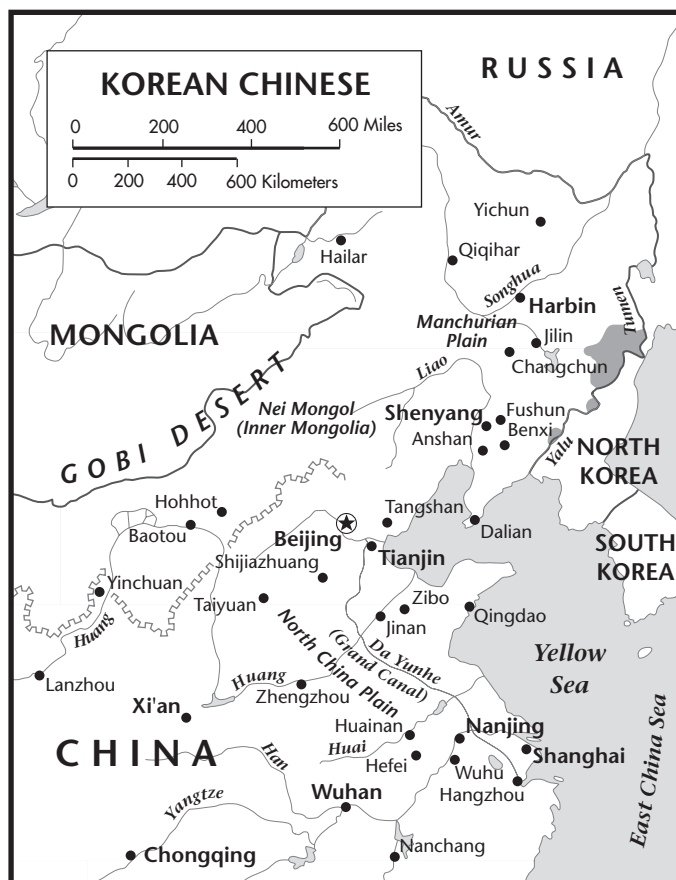 KOREAN CHINESE
0 200 400 600 Miles
0 200 400 600 Kilometers
RUSSIA
Amur
Yichun
Hailar
Qiqihar
Songhua
Harbin
Tumen
MONGOLIA
Manchurian
Plain
Jilin
Changchun
Liao
GOBI DESERT
Nei Mongol
(Inner Mongolia)
Shenyang
Fushun
Benxi
Anshan
Yalu
NORTH
KOREA
Hohhot
Baotou
Beijing
Tangshan
Dalian
Tianjin
SOUTH
KOREA
Shijiazhuang
Yinchuan
Taiyuan
Zibo
Qingdao
Jinan
Huang
North China Plain
Da Yunhe
(Grand Canal)
Yellow
Sea
Lanzhou
Huang
Zhengzhou
Xi'an
CHINA
Han
Huainan
Huai
Hefei
Nanjing
Wuhu
Shanghai
Hangzhou
East China Sea
Yangtze
Wuhan
Chongqing
Nanchang